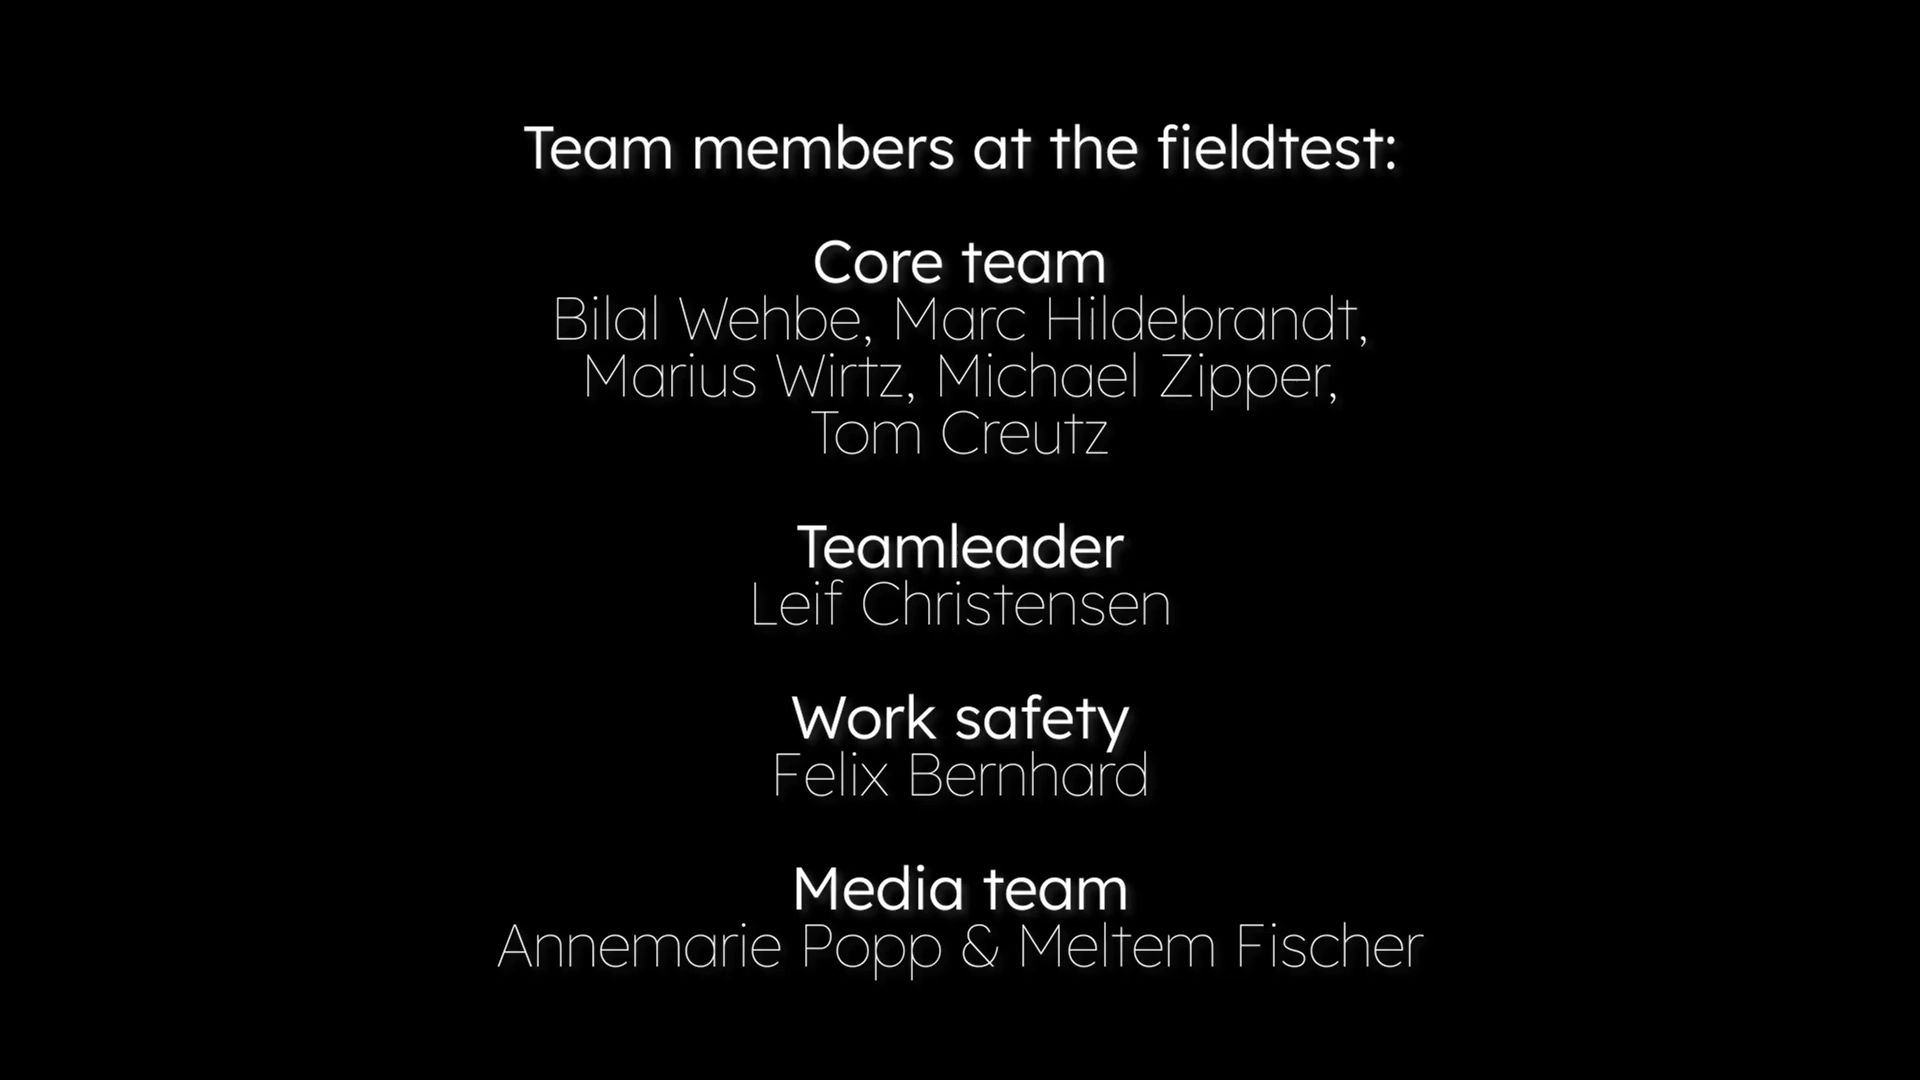 Team members at the fieldtest:
Core team
Bilal Wehbe, Marc Hildebrandt,
Marius Wirtz, Michael Zipper,
Tom Creutz
Teamleader
Leif Christensen
Work safety
Felix Bernhard
Media team
Annemarie Popp & Meltem Fischer